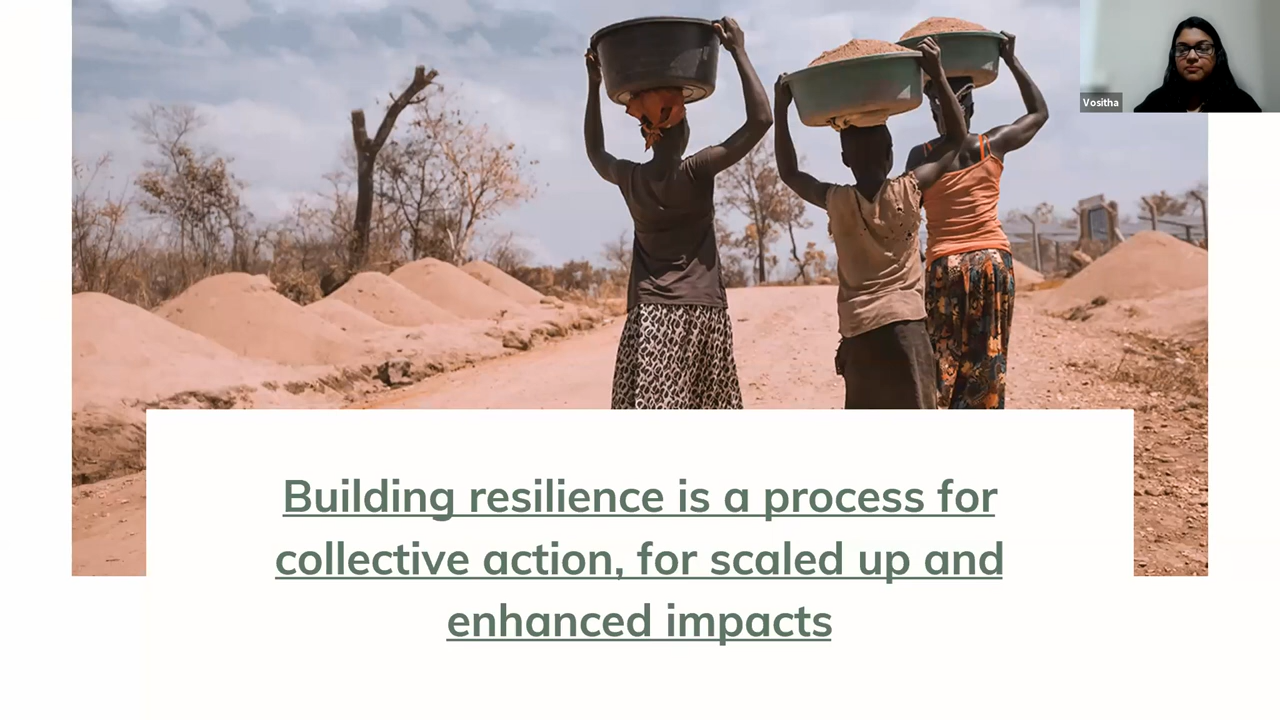 Vositha
Building resilience is a process for
collective action, for scaled up and
enhanced impacts